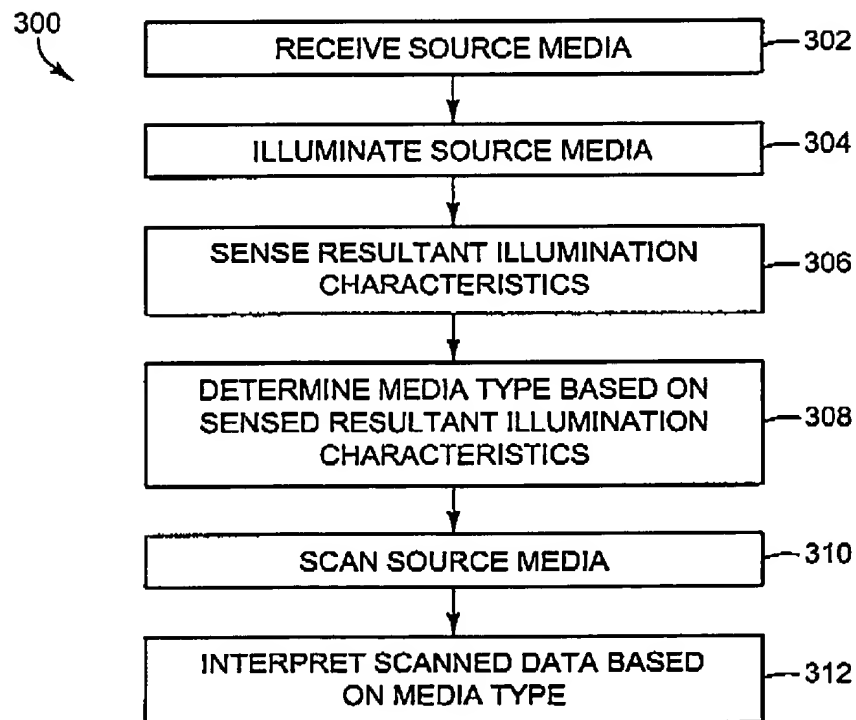 300
RECEIVE SOURCE MEDIA
302
ILLUMINATE SOURCE MEDIA
304
SENSE RESULTANT ILLUMINATION
CHARACTERISTICS
306
DETERMINE MEDIA TYPE BASED ON
SENSED RESULTANT ILLUMINATION
CHARACTERISTICS
308
SCAN SOURCE MEDIA
310
INTERPRET SCANNED DATA BASED
ON MEDIA TYPE
312